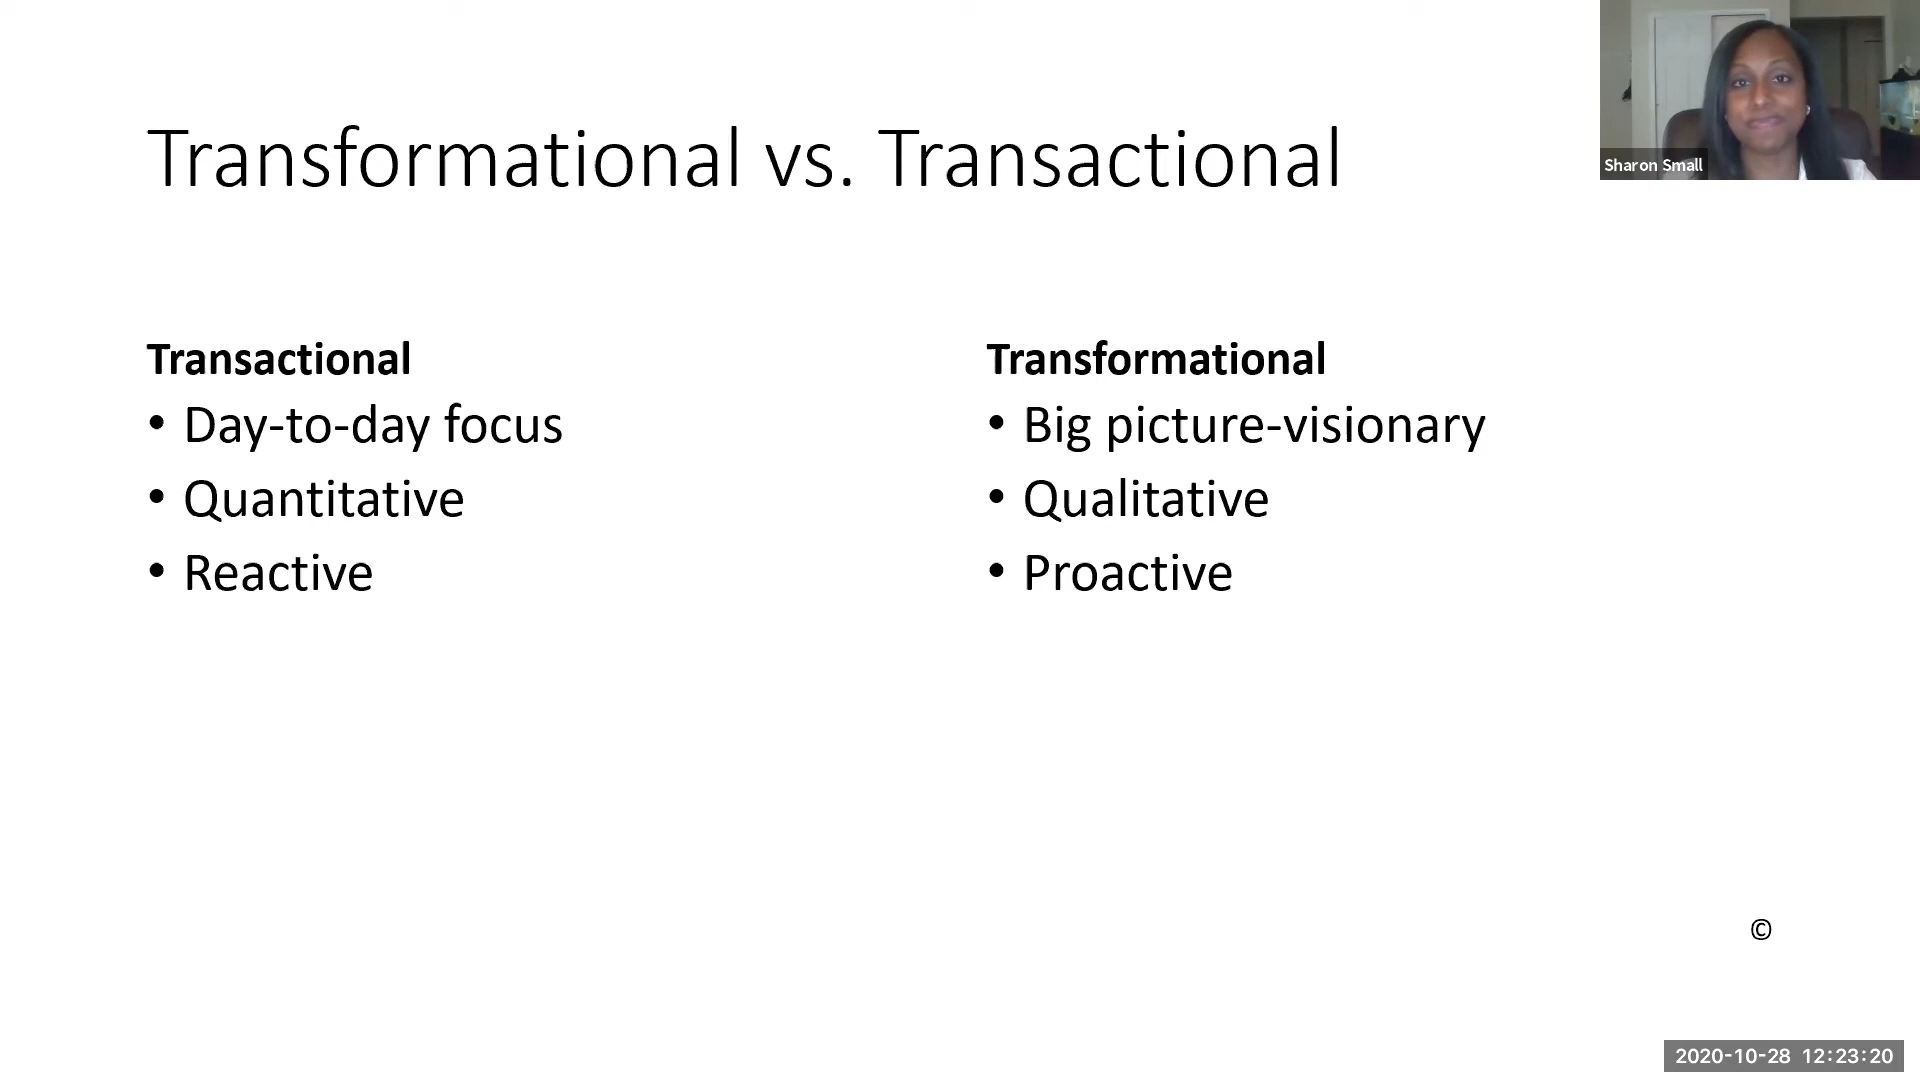 Transformational vs. Transactional
Sharon Small
Transactional
• Day-to-day focus
• Quantitative
• Reactive
Transformational
• Big picture-visionary
• Qualitative
• Proactive
©
2020-10-28 12:23:20